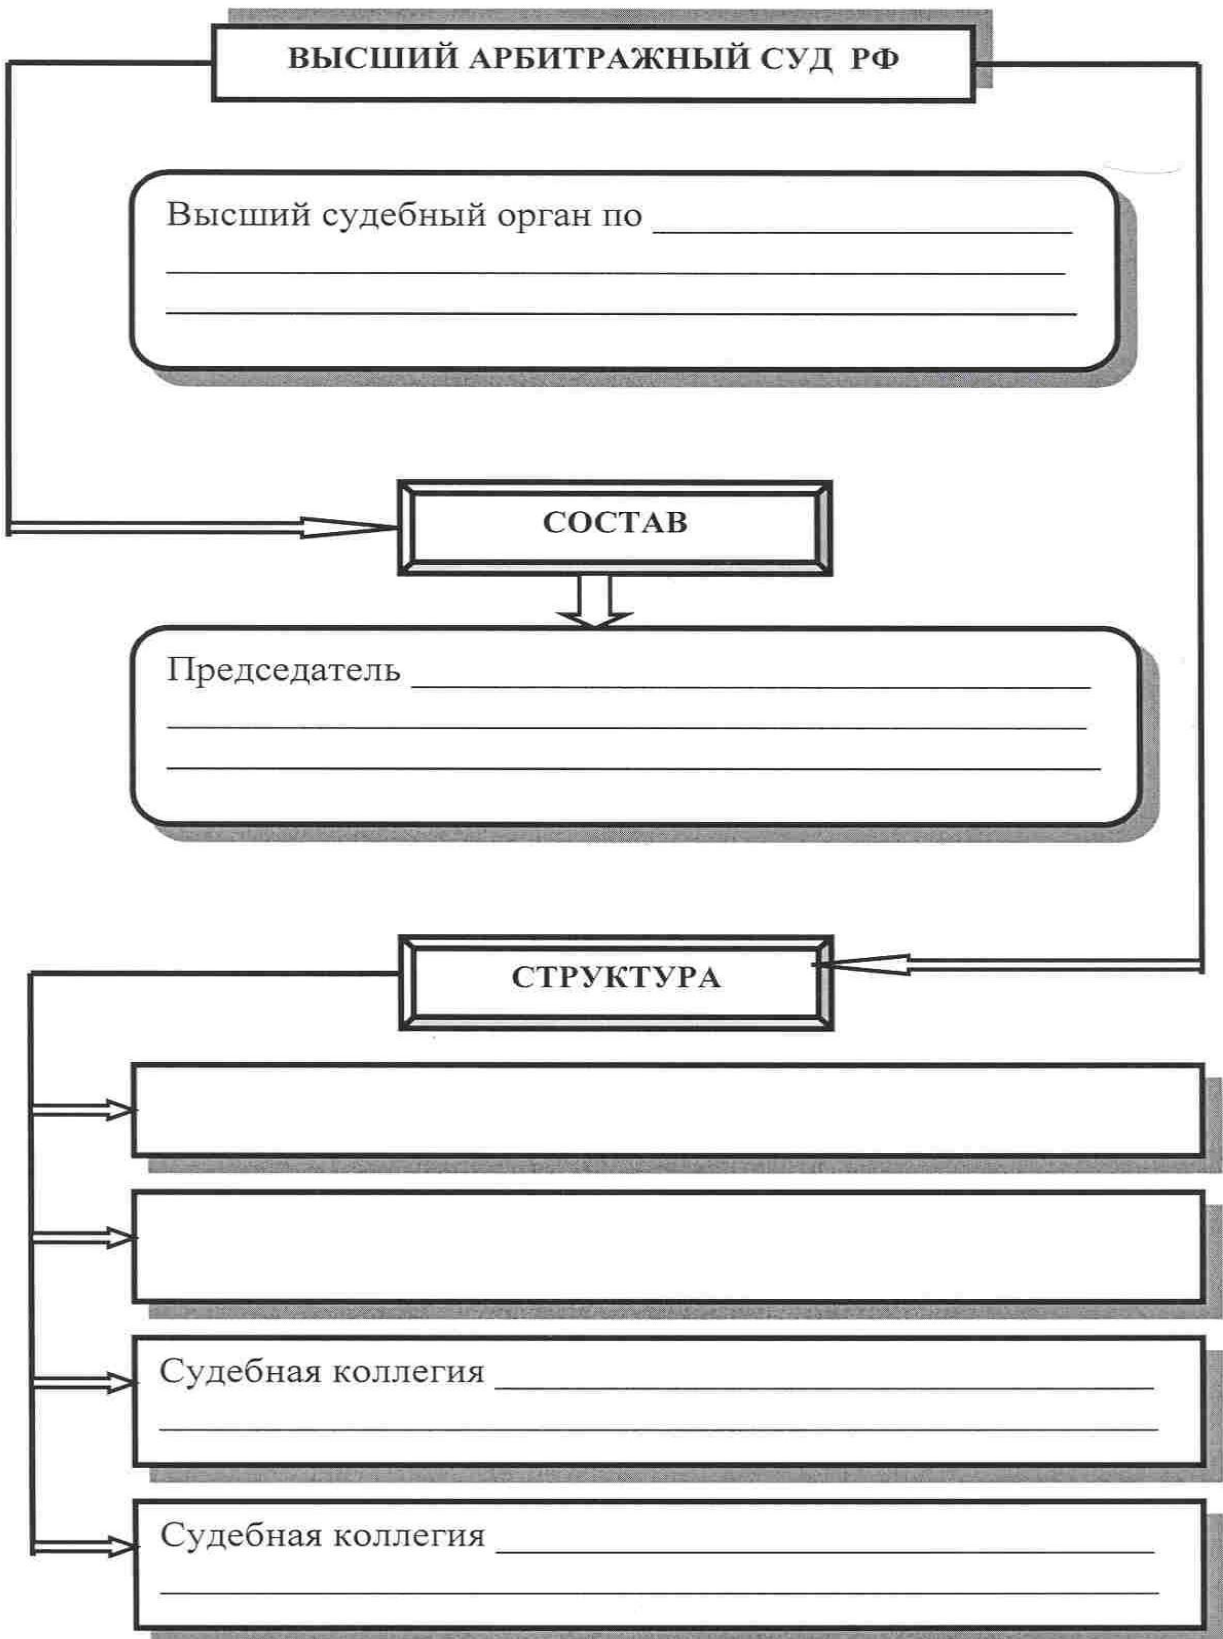 ВЫСШИЙ АРБИТРАЖНЫЙ СУД РФ
Высший судебный орган по
СОСТАВ
Председатель
СТРУКТУРА
Судебная коллегия
Судебная коллегия